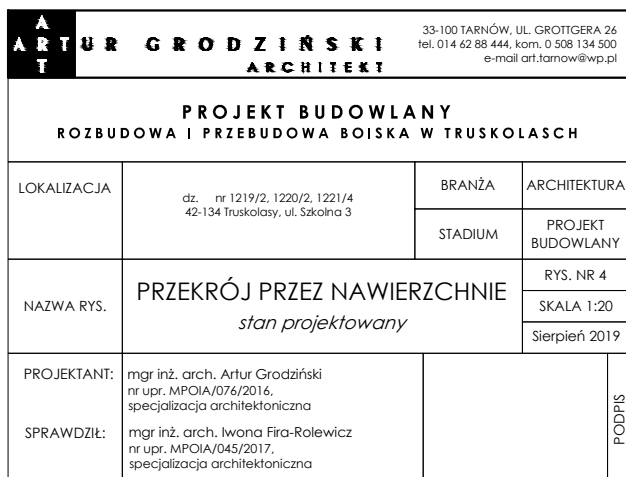 A
ARTUR GRODZIŃSKI
T
ARCHITEKT
33-100 TARNÓW, UL. GROTTGERA 26
tel. 014 62 88 444, kom. 0 508 134 500
e-mail art.tarnow@wp.pl
PROJEKT BUDOWLANY
ROZBUDOWA I PRZEBUDOWA BOISKA W TRUSKOLASCH
LOKALIZACJA
dz. nr 1219/2, 1220/2, 1221/4
42-134 Truskolasy, ul. Szkolna 3
BRANŻA
ARCHITEKTURA
STADIUM
PROJEKT
BUDOWLANY
NAZWA RYS.
PRZEKRÓJ PRZEZ NAWIERZCHNIE
stan projektowany
RYS. NR 4
SKALA 1:20
Sierpień 2019
PROJEKTANT:
mgr inż. arch. Artur Grodziński
nr upr. MPOIA/076/2016,
specjalizacja architektoniczna
SPRAWDZIŁ:
mgr inż. arch. Iwona Fira-Rolewicz
nr upr. MPOIA/045/2017,
specjalizacja architektoniczna
PODPIS